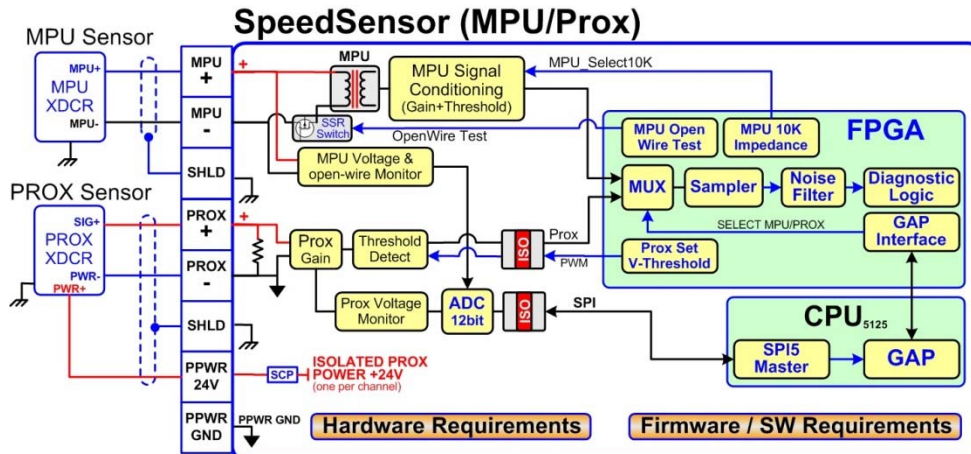 SpeedSensor (MPU/Prox)
MPU Sensor
MPU+
MPU
XDCR
MPU-
MPU
+
MPU
-
SHLD
PROX Sensor
SIG+
PROX
XDCR
PWR-
PWR+
PROX
+
PROX
-
SHLD
PPWR
24V
PPWR
GND
+
MPU
SSR
Switch
MPU Signal
Conditioning
(Gain+Threshold)
MPU_Select10K
OpenWire Test
MPU Voltage &
open-wire Monitor
+
Prox
Gain
Threshold
Detect
ISO
Prox
PWM
Prox Voltage
Monitor
ADC
12bit
ISO
SPI
SCP
ISOLATED PROX
POWER +24V
(one per channel)
PPWR GND
FPGA
MPU Open
Wire Test
MPU 10K
Impedance
MUX
Sampler
Noise
Filter
Diagnostic
Logic
SELECT MPU/PROX
GAP
Interface
Prox Set
V-Threshold
CPU5125
SPI5
Master
GAP
Hardware Requirements
Firmware / SW Requirements